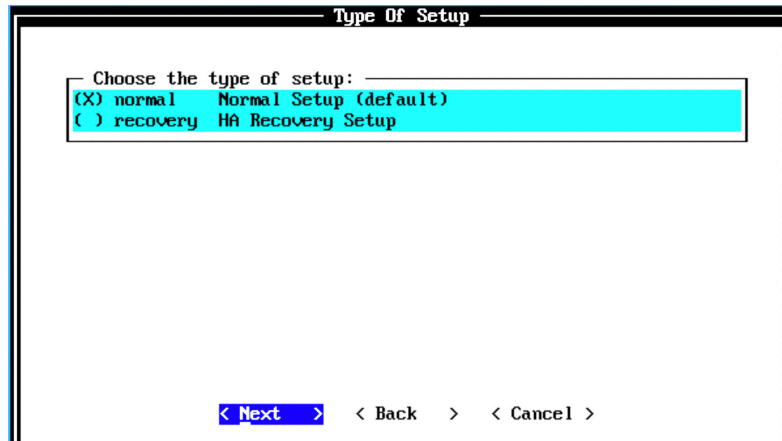 Type Of Setup
Choose the type of setup:
(X) normal Normal Setup (default)
( ) recovery HA Recovery Setup
< Next > < Back > < Cancel >